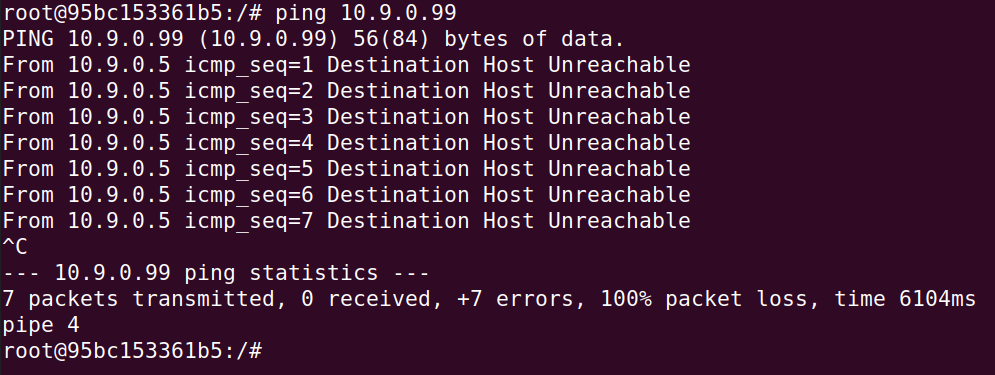 root@95bc153361b5:/# ping 10.9.0.99
PING 10.9.0.99 (10.9.0.99) 56(84) bytes of data.
From 10.9.0.5 icmp_seq=1 Destination Host Unreachable
From 10.9.0.5 icmp_seq=2 Destination Host Unreachable
From 10.9.0.5 icmp_seq=3 Destination Host Unreachable
From 10.9.0.5 icmp_seq=4 Destination Host Unreachable
From 10.9.0.5 icmp_seq=5 Destination Host Unreachable
From 10.9.0.5 icmp_seq=6 Destination Host Unreachable
From 10.9.0.5 icmp_seq=7 Destination Host Unreachable
^C
--- 10.9.0.99 ping statistics ---
7 packets transmitted, 0 received, +7 errors, 100% packet loss, time 6104ms
pipe 4
root@95bc153361b5:/#